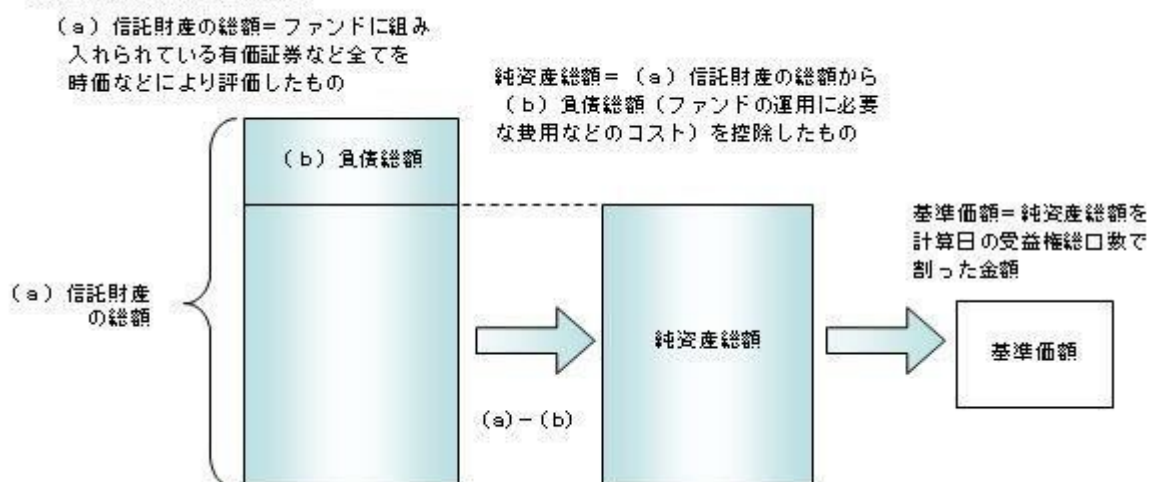 （a）信託財産の総額＝ファンドに組み
入れられている有価証券など全てを
時価などにより評価したもの
純資産総額＝（a）信託財産の総額から
（b）負債総額（ファンドの運用に必要
な費用などのコスト）を控除したもの
（b）負債総額
基準価額＝純資産総額を
計算日の受益権総口数で
割った金額
（a）信託財産
の総額
純資産総額
基準価額
(a)－(b)